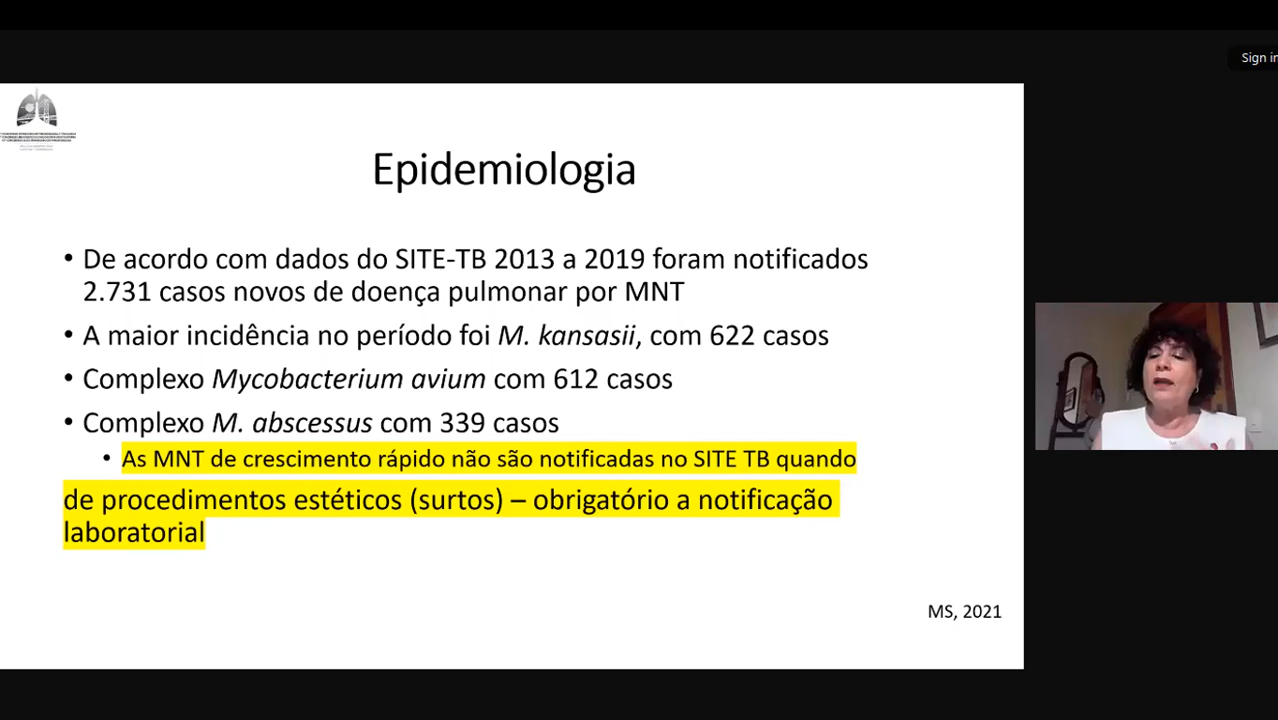 Sign in
Epidemiologia
• De acordo com dados do SITE-TB 2013 a 2019 foram notificados
2.731 casos novos de doença pulmonar por MNT
• A maior incidência no período foi M. kansasii, com 622 casos
• Complexo Mycobacterium avium com 612 casos
• Complexo M. abscessus com 339 casos
• As MNT de crescimento rápido não são notificadas no SITE TB quando
de procedimentos estéticos (surtos) – obrigatório a notificação
laboratorial
MS, 2021